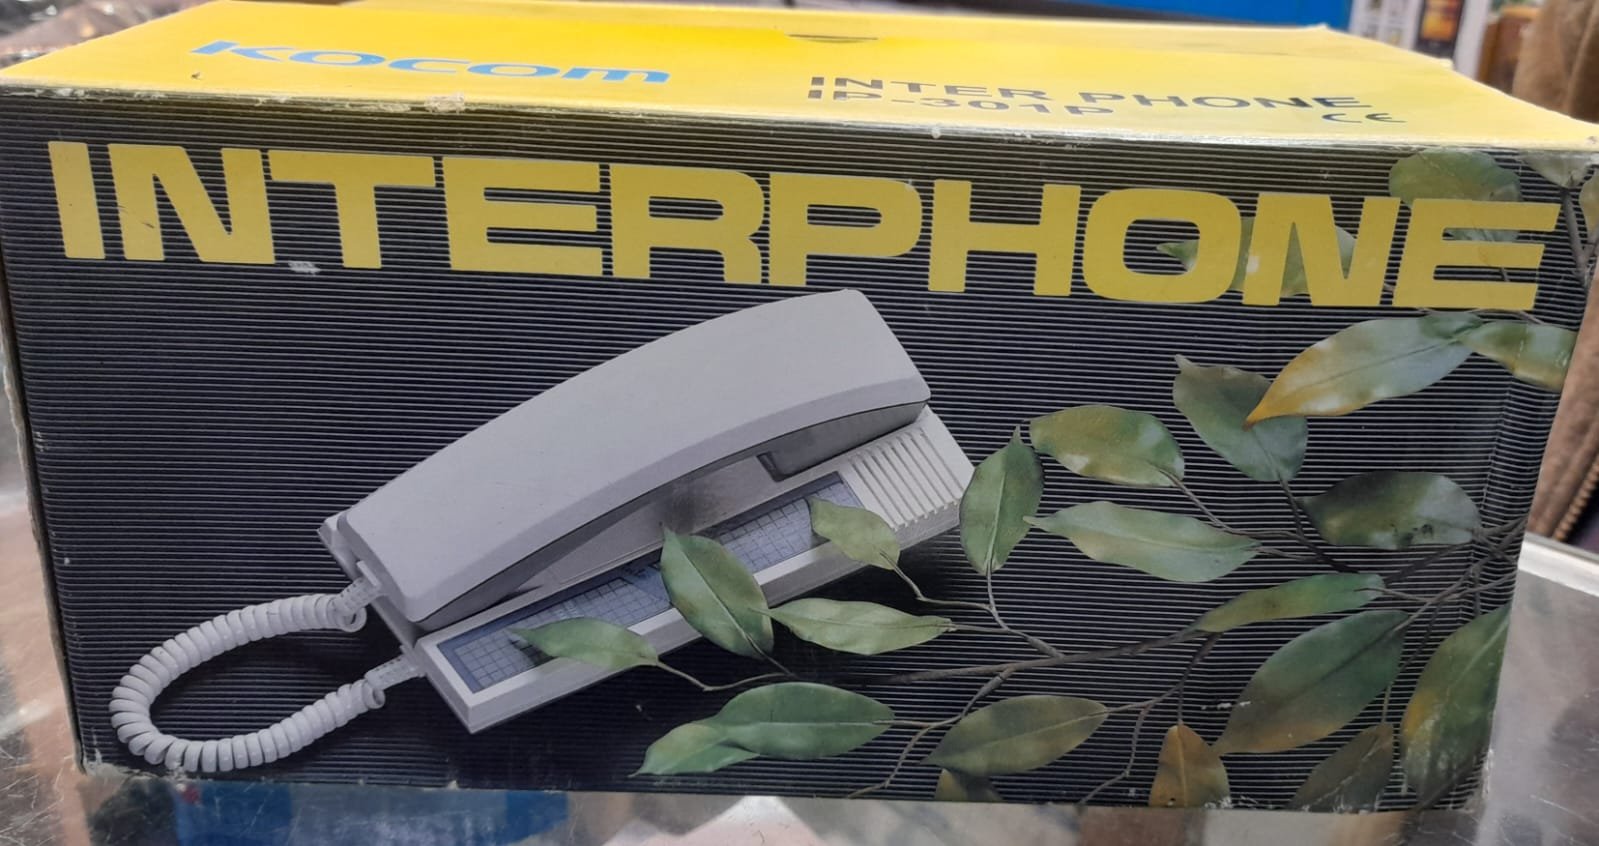 KOCOM
INTER PHONE
IP-301P
CE
INTERPHONE